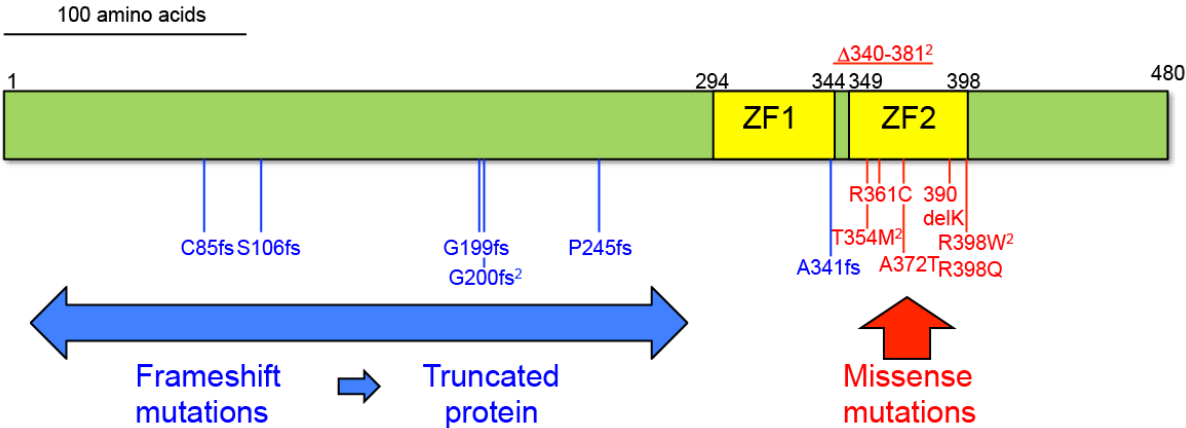 100 amino acids
Δ340-381²
1
294
344
349
398
480
ZF1
ZF2
C85fs
S106fs
G199fs
G200fs²
P245fs
A341fs
R361C
T354M²
A372T
390
delK
R398W²
R398Q
Frameshift
mutations
Truncated
protein
Missense
mutations